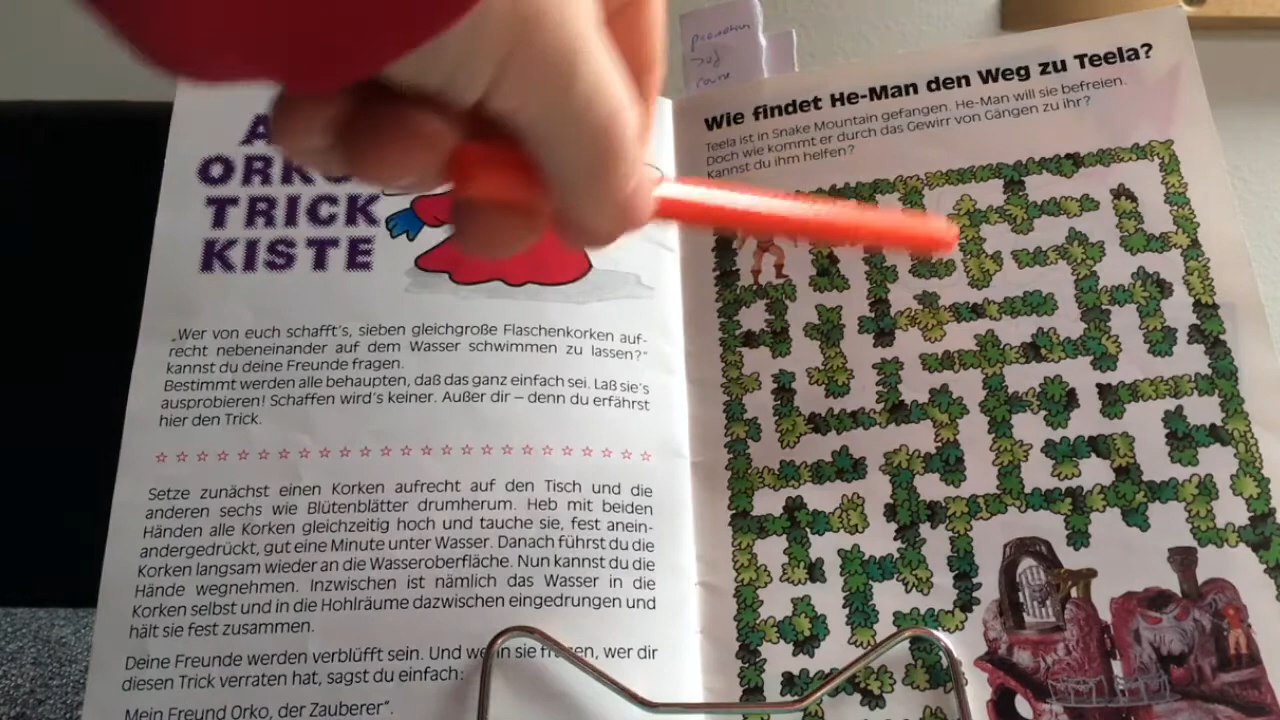 TRICK
KISTE
„Wer von euch schafft's, sieben gleichgroße Flaschenkorken auf-
recht nebeneinander auf dem Wasser schwimmen zu lassen?"
kannst du deine Freunde fragen.
Bestimmt werden alle behaupten, daß das ganz einfach sei. Laß sie's
ausprobieren! Schaffen wird's keiner. Außer dir – denn du erfährst
hier den Trick.
Setze zunächst einen Korken aufrecht auf den Tisch und die
anderen sechs wie Blütenblätter drumherum. Heb mit beiden
Händen alle Korken gleichzeitig hoch und tauche sie, fest anein-
andergedrückt, gut eine Minute unter Wasser. Danach führst du die
Korken langsam wieder an die Wasseroberfläche. Nun kannst du die
Hände wegnehmen. Inzwischen ist nämlich das Wasser in die
Korken selbst und in die Hohlräume dazwischen eingedrungen und
hält sie fest zusammen.
Deine Freunde werden verblüfft sein. Und wenn sie fragen, wer dir
diesen Trick verraten hat, sagst du einfach:
Mein Freund Orko, der Zauberer".
Wie findet He-Man den Weg zu Teela?
Teela ist in Snake Mountain gefangen. He-Man will sie befreien.
Doch wie kommt er durch das Gewirr von Gängen zu ihr?
Kannst du ihm helfen?